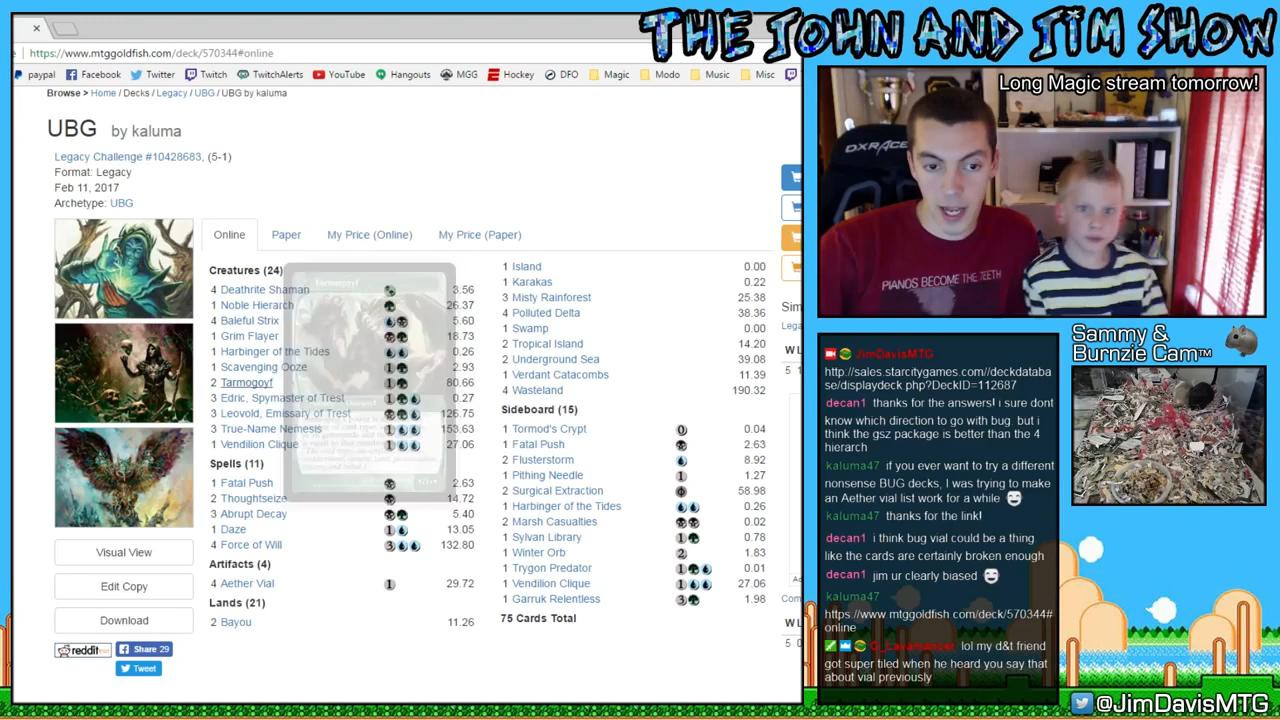 THE JOHN AND JIM SHOW
https://www.mtggoldfish.com/deck/570344#online
paypal Facebook Twitter Twitch TwitchAlerts YouTube Hangouts MGG Hockey DFO Magic Modo Music Misc
Browse > Home / Decks / Legacy / UBG / UBG by kaluma
UBG by kaluma
Legacy Challenge #10428683, (5-1)
Format: Legacy
Feb 11, 2017
Archetype: UBG
Online Paper My Price (Online) My Price (Paper)
Creatures (24)
4 Deathrite Shaman 3.56
1 Noble Hierarch 26.37
4 Baleful Strix 5.60
1 Grim Flayer 18.73
1 Harbinger of the Tides 0.26
1 Scavenging Ooze 2.93
2 Tarmogoyf 80.66
3 Edric, Spymaster of Trest 0.27
3 Leovold, Emissary of Trest 126.75
3 True-Name Nemesis 153.63
1 Vendilion Clique 27.06
Spells (11)
1 Fatal Push 2.63
2 Thoughtseize 14.72
3 Abrupt Decay 5.40
1 Daze 13.05
4 Force of Will 132.80
Artifacts (4)
4 Aether Vial 29.72
Lands (21)
2 Bayou 11.26
1 Island 0.00
1 Karakas 0.22
3 Misty Rainforest 25.38
4 Polluted Delta 38.36
1 Swamp 0.00
2 Tropical Island 14.20
2 Underground Sea 39.08
1 Verdant Catacombs 11.39
4 Wasteland 190.32
Sideboard (15)
1 Tormod's Crypt 0.04
1 Fatal Push 2.63
2 Flusterstorm 8.92
1 Pithing Needle 1.27
2 Surgical Extraction 58.98
1 Harbinger of the Tides 0.26
2 Marsh Casualties 0.02
1 Sylvan Library 0.78
1 Winter Orb 1.83
1 Trygon Predator 0.01
1 Vendilion Clique 27.06
1 Garruk Relentless 1.98
75 Cards Total
Visual View
Edit Copy
Download
reddit
Share 29
Tweet
Tarmogoyf
Sim
Lega
W L
5 1
Com
W L
5 1
Long Magic stream tomorrow!
DXRACER
PIANOS BECOME THE TEETH
JimDavisMTG
http://sales.starcitygames.com//deckdataba
se/displaydeck php?DeckID=112687
decan1 thanks for the answers! i sure dont
know which direction to go with bug but i
think the gsz package is better than the 4
hierarch
kaluma47 if you ever want to try a different
nonsense BUG decks, I was trying to make
an Aether vial list work for a while
kaluma47 thanks for the link!
decan1 i think bug vial could be a thing
like the cards are certainly broken enough
decan1 jim ur clearly biased
kaluma47
https://www mtggoldfish com/deck/570344#
online
G_Lavamancer lol my d&t friend
got super tiled when he heard you say that
about vial previously
Sammy &
Burnzie Cam™
@JimDavisMTG